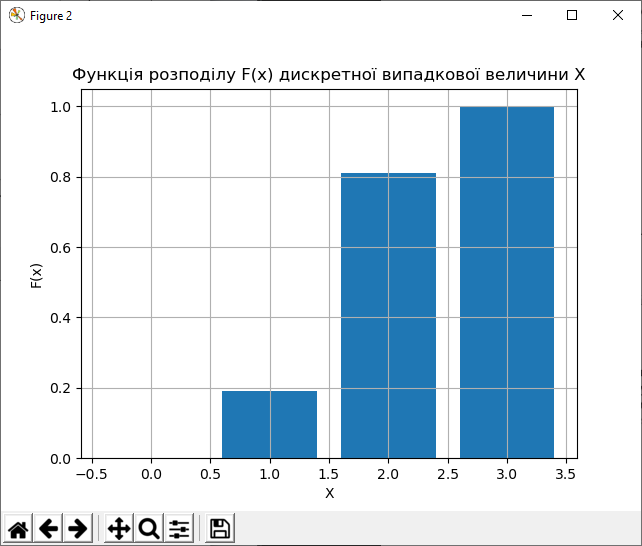 Figure 2
Функція розподілу F(x) дискретної випадкової величини X
1.0
0.8
0.6
0.4
0.2
0.0
F(x)
−0.5 0.0 0.5 1.0 1.5 2.0 2.5 3.0 3.5
X